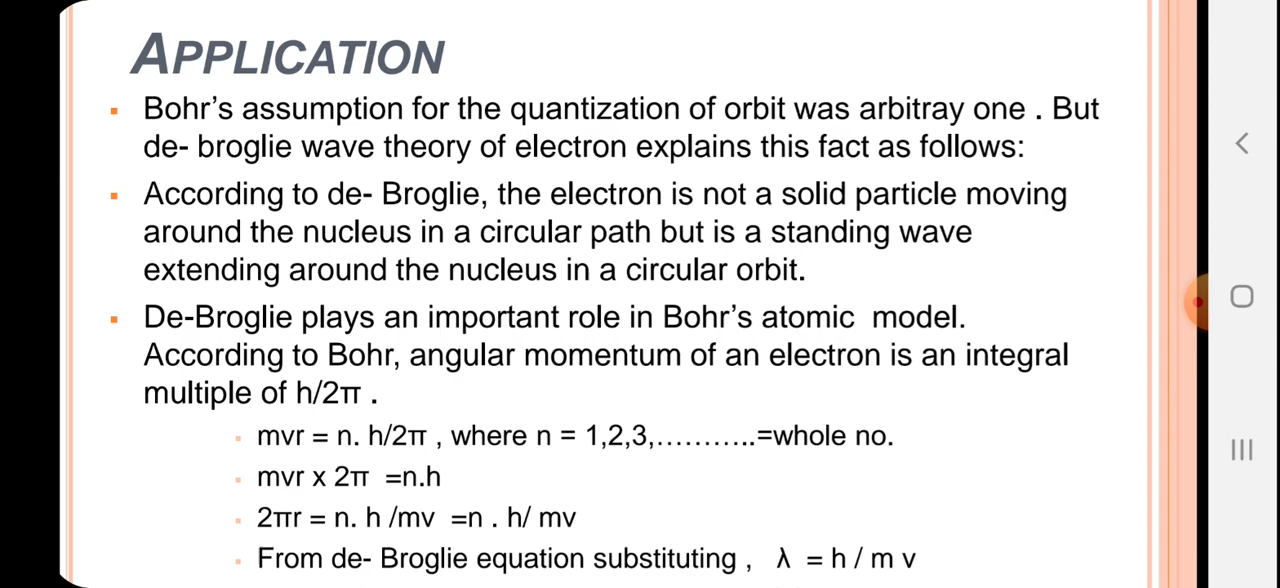 APPLICATION
Bohr's assumption for the quantization of orbit was arbitray one . But
de- broglie wave theory of electron explains this fact as follows:
According to de- Broglie, the electron is not a solid particle moving
around the nucleus in a circular path but is a standing wave
extending around the nucleus in a circular orbit.
De-Broglie plays an important role in Bohr's atomic model.
According to Bohr, angular momentum of an electron is an integral
multiple of h/2π .
mvr = n. h/2π , where n = 1,2,3,………..=whole no.
mvr x 2π =n.h
2πr = n. h /mv =n . h/ mv
From de- Broglie equation substituting , λ = h / m v